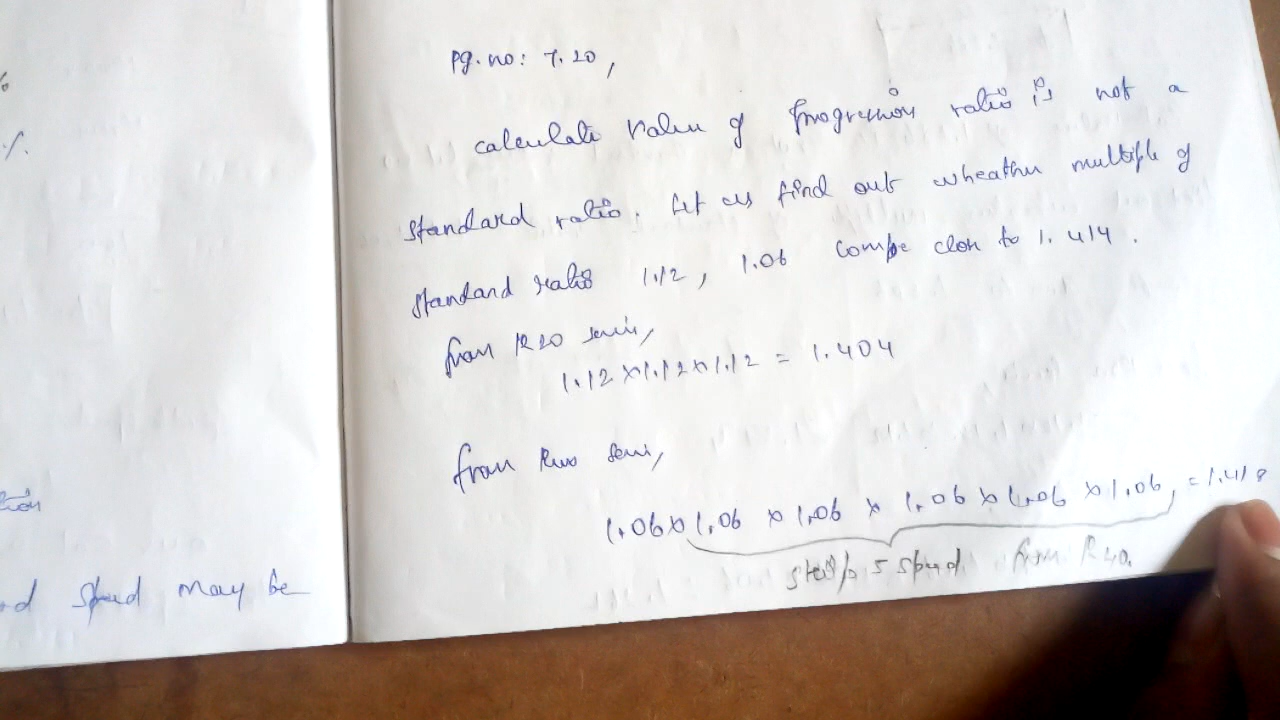 %
%.
tion
d speed may be
Pg. no: 7.20,
calculate value of progression ratio is not a
standard ratio. Let us find out wheather multiple of
standard ratio 1.12, 1.06 compe close to 1.414.
from R20 series,
1.12 x 1.12 x 1.12 = 1.404
from R40 series,
1.06 x 1.06 x 1.06 x 1.06 x 1.06 x 1.06, = 1.418
skip 5 speed from R40.